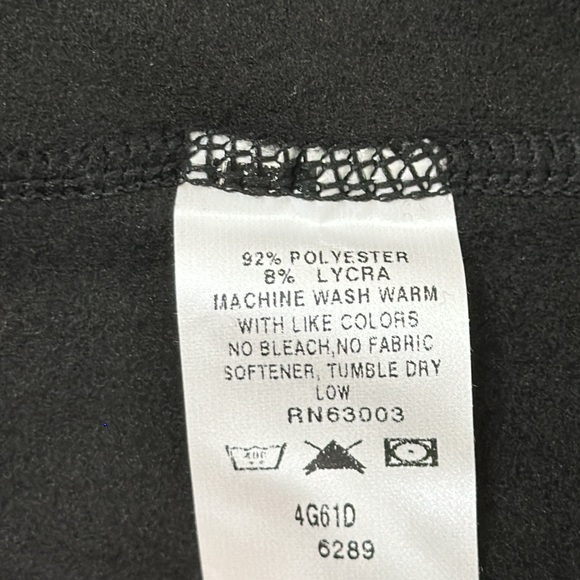 92% POLYESTER
8% LYCRA
MACHINE WASH WARM
WITH LIKE COLORS
NO BLEACH,NO FABRIC
SOFTENER, TUMBLE DRY
LOW
RN63003
4G61D
6289